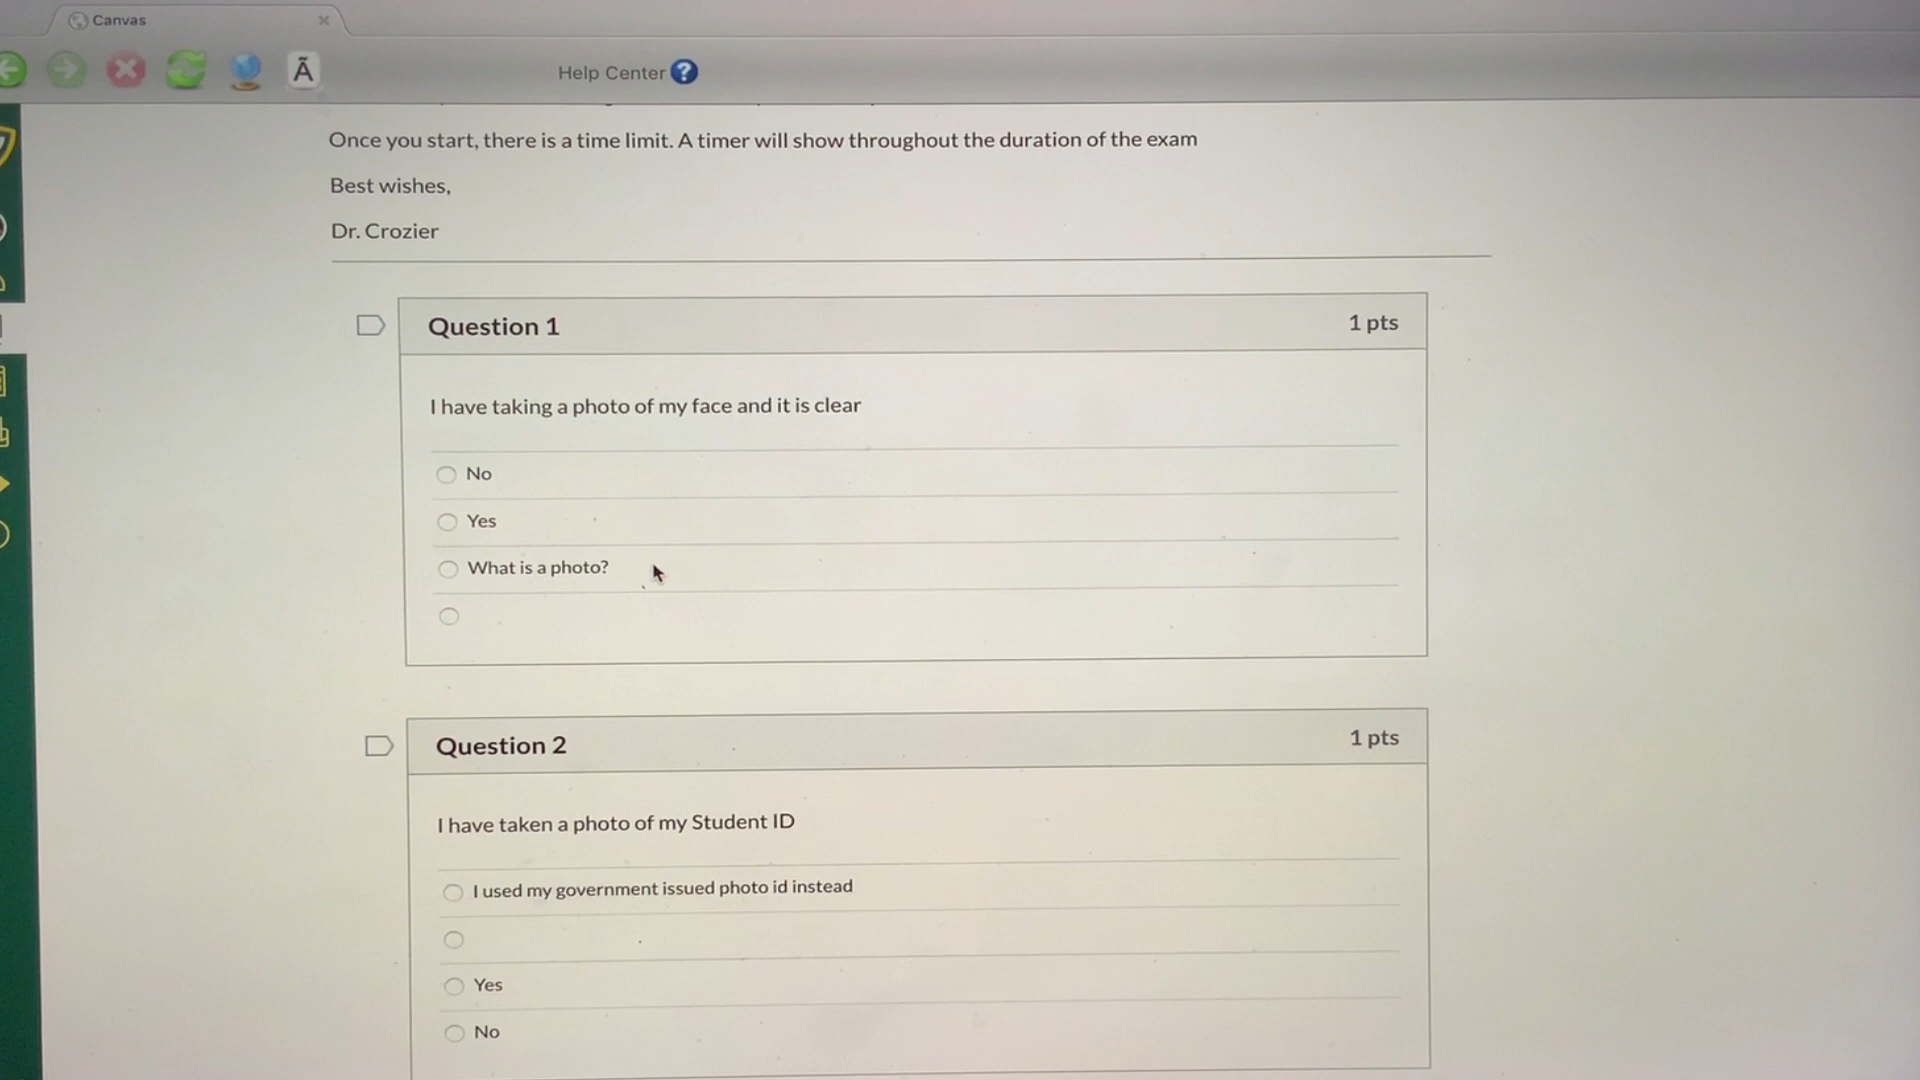 Canvas
Ã
Help Center ?
Once you start, there is a time limit. A timer will show throughout the duration of the exam
Best wishes,
Dr. Crozier
Question 1
1 pts
I have taking a photo of my face and it is clear
No
Yes
What is a photo?
Question 2
1 pts
I have taken a photo of my Student ID
I used my government issued photo id instead
Yes
No